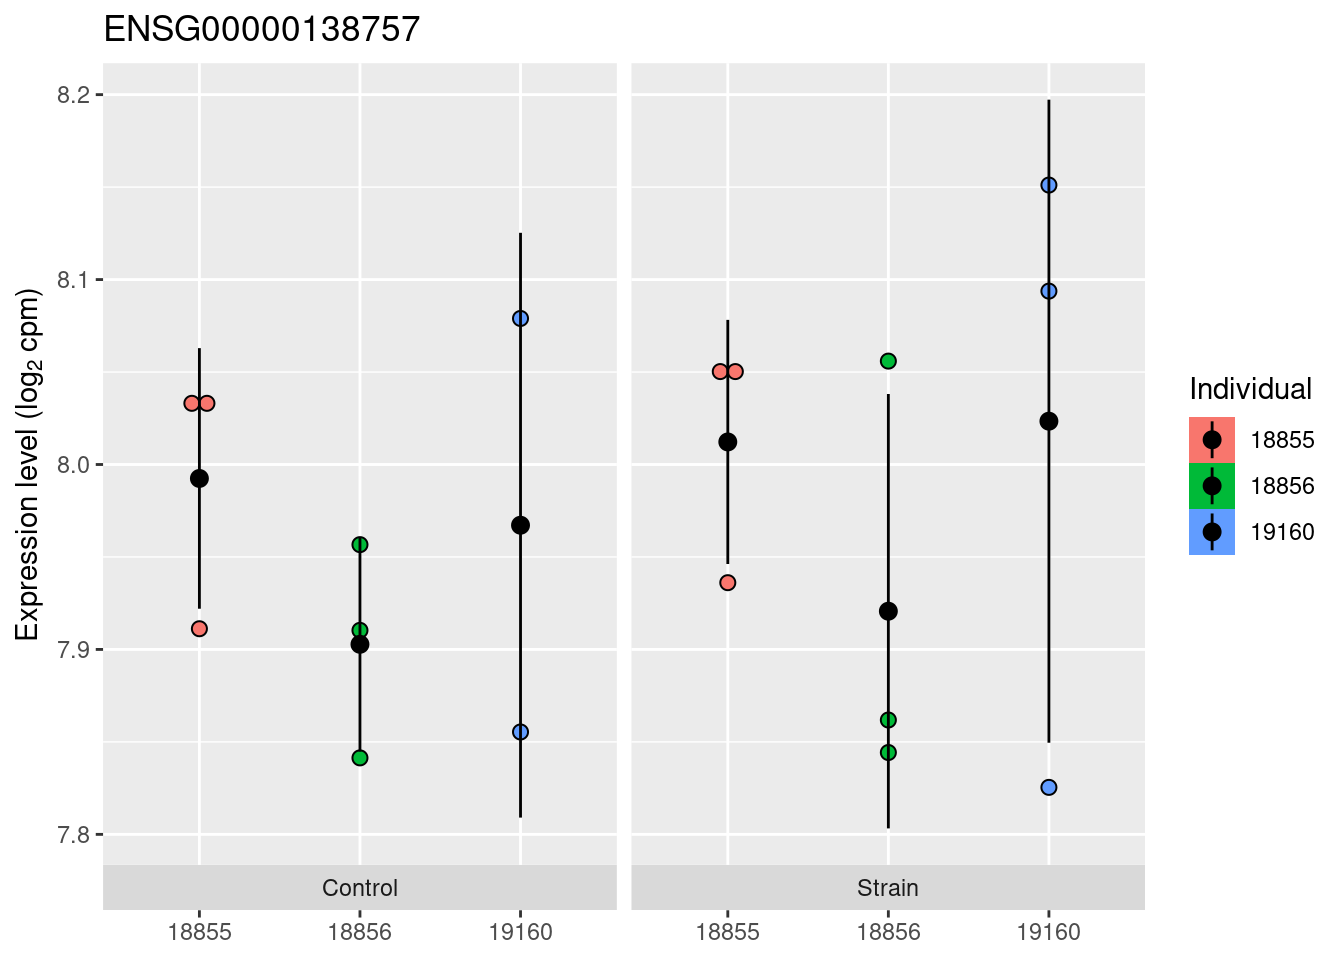 ENSG00000138757
Expression level (log₂ cpm)
8.2
8.1
8.0
7.9
7.8
Control
Strain
18855
18856
19160
18855
18856
19160
Individual
18855
18856
19160